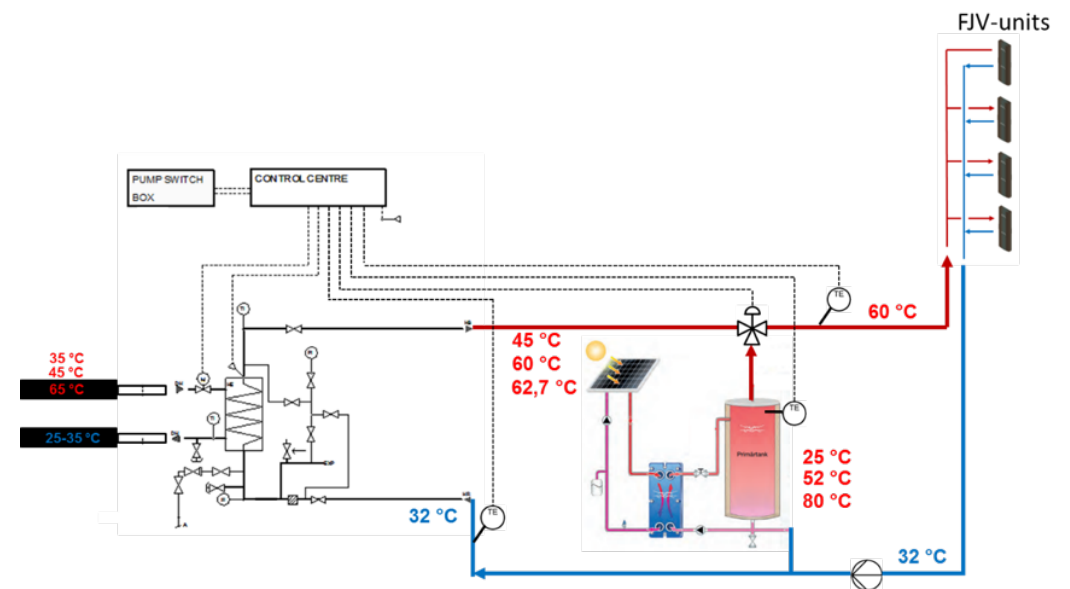 FJV-units
PUMP SWITCH
BOX
CONTROL CENTRE
TE
60 °C
45 °C
60 °C
62,7 °C
35 °C
45 °C
65 °C
25-35 °C
TE
Primärtank
25 °C
52 °C
80 °C
32 °C
TE
32 °C
A